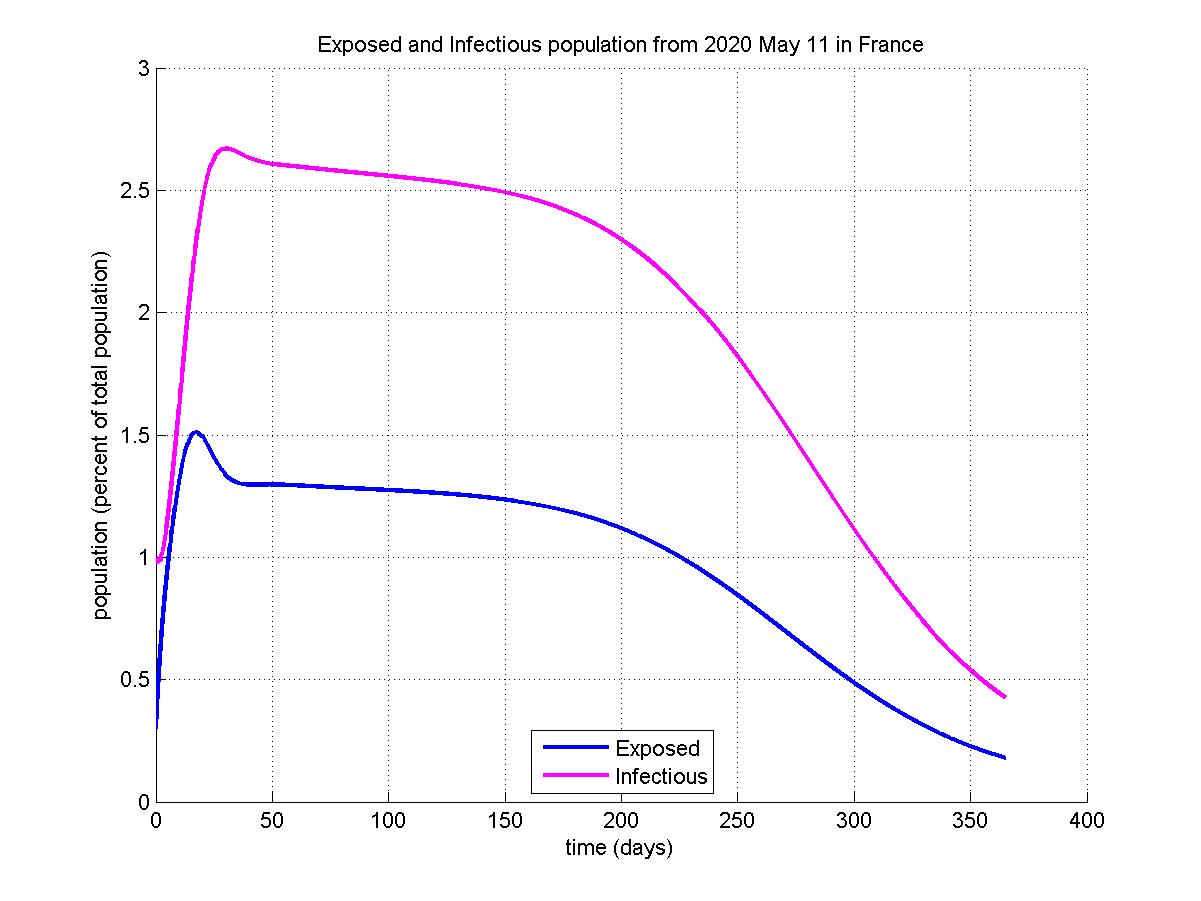 Exposed and Infectious population from 2020 May 11 in France
3
2.5
2
1.5
1
0.5
0
population (percent of total population)
0 50 100 150 200 250 300 350 400
time (days)
Exposed
Infectious